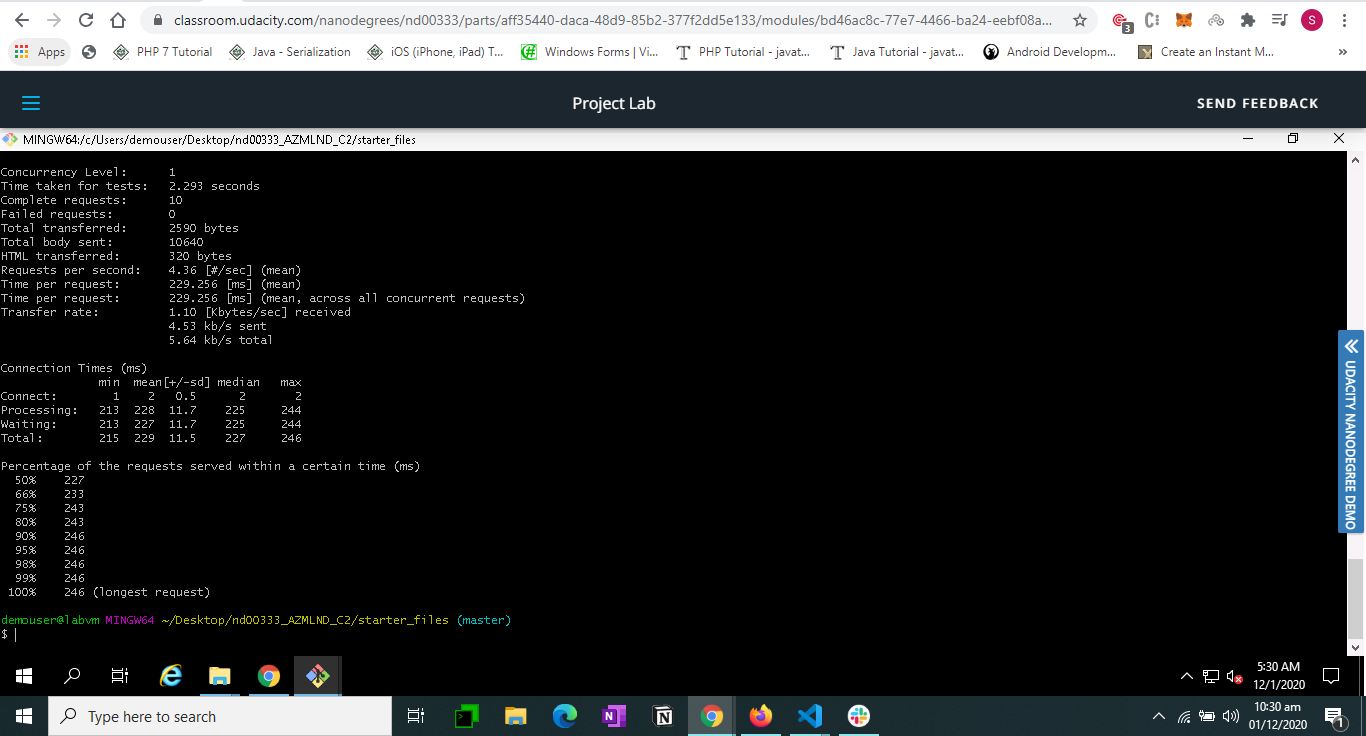 classroom.udacity.com/nanodegrees/nd00333/parts/aff35440-daca-48d9-85b2-377f2dd5e133/modules/bd46ac8c-77e7-4466-ba24-eebf08a...
3
S
Apps
PHP 7 Tutorial
Java - Serialization
iOS (iPhone, iPad) T...
Windows Forms | Vi...
PHP Tutorial - javat...
Java Tutorial - javat...
Android Developm...
Create an Instant M...
»
Project Lab
SEND FEEDBACK
MINGW64:/c/Users/demouser/Desktop/nd00333_AZMLND_C2/starter_files
Concurrency Level:      1
Time taken for tests:   2.293 seconds
Complete requests:      10
Failed requests:        0
Total transferred:      2590 bytes
Total body sent:        10640
HTML transferred:       320 bytes
Requests per second:    4.36 [#/sec] (mean)
Time per request:       229.256 [ms] (mean)
Time per request:       229.256 [ms] (mean, across all concurrent requests)
Transfer rate:          1.10 [Kbytes/sec] received
                        4.53 kb/s sent
                        5.64 kb/s total
Connection Times (ms)
              min  mean[+/-sd] median   max
Connect:        1    2   0.5      2       2
Processing:   213  228  11.7    225     244
Waiting:      213  227  11.7    225     244
Total:        215  229  11.5    227     246
Percentage of the requests served within a certain time (ms)
  50%    227
  66%    233
  75%    243
  80%    243
  90%    246
  95%    246
  98%    246
  99%    246
 100%    246 (longest request)
demouser@labvm MINGW64 ~/Desktop/nd00333_AZMLND_C2/starter_files (master)
$
UDACITY NANODEGREE DEMO
5:30 AM
12/1/2020
Type here to search
10:30 am
01/12/2020
1